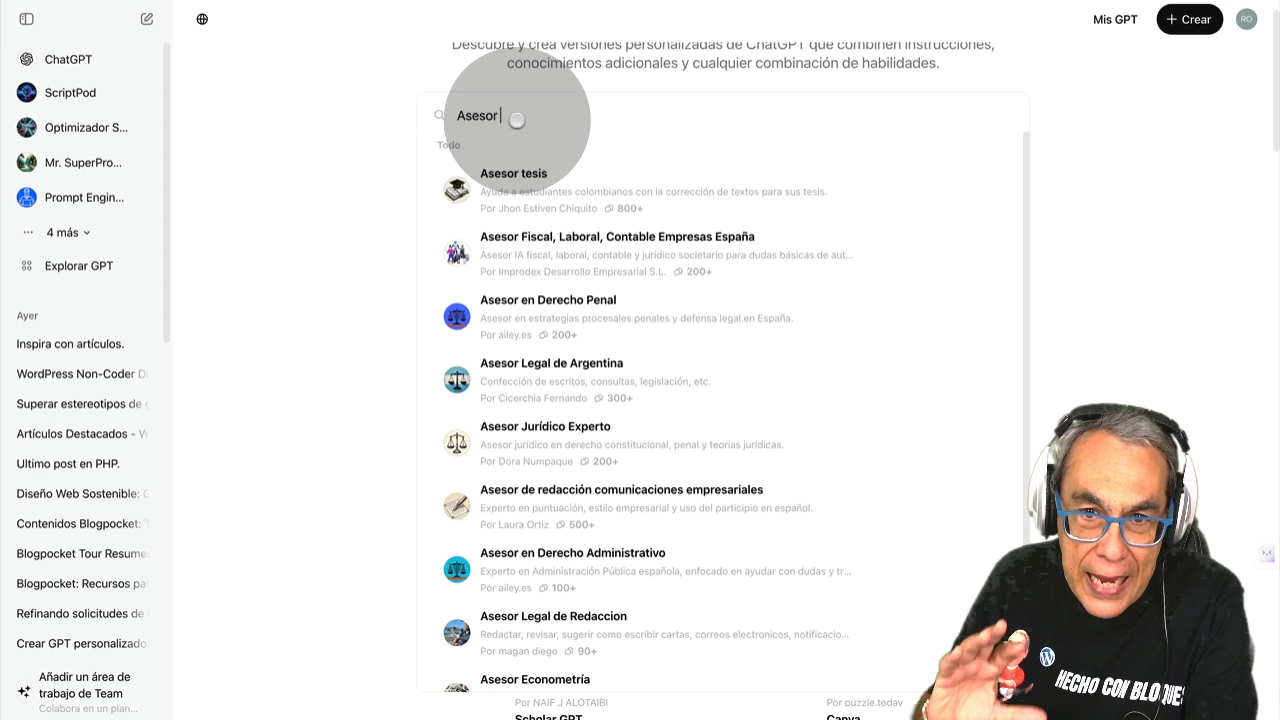 ChatGPT
ScriptPod
Optimizador S...
Mr. SuperPro...
Prompt Engin...
4 más
Explorar GPT
Ayer
Inspira con artículos.
WordPress Non-Coder
Superar estereotipos de
Artículos Destacados -
Ultimo post en PHP.
Diseño Web Sostenible:
Contenidos Blogpocket:
Blogpocket Tour Resume
Blogpocket: Recursos
Refinando solicitudes de
Crear GPT personalizado
Añadir un área de
trabajo de Team
Colabora en un plan...
Mis GPT
+ Crear
RO
Descubre y crea versiones personalizadas de ChatGPT que combinen instrucciones,
conocimientos adicionales y cualquier combinación de habilidades.
Asesor
Todo
Asesor tesis
Ayuda a estudiantes colombianos con la corrección de textos para sus tesis.
Por Jhon Estiven Chiquito 800+
Asesor Fiscal, Laboral, Contable Empresas España
Asesor IA fiscal, laboral, contable y jurídico societario para dudas básicas de aut...
Por Improdex Desarrollo Empresarial S.L. 200+
Asesor en Derecho Penal
Asesor en estrategias procesales penales y defensa legal en España.
Por ailey.es 200+
Asesor Legal de Argentina
Confección de escritos, consultas, legislación, etc.
Por Cicerchia Fernando 300+
Asesor Jurídico Experto
Asesor jurídico en derecho constitucional, penal y teorías jurídicas.
Por Dora Numpaque 200+
Asesor de redacción comunicaciones empresariales
Experto en puntuación, estilo empresarial y uso del participio en español.
Por Laura Ortiz 500+
Asesor en Derecho Administrativo
Experto en Administración Pública española, enfocado en ayudar con dudas y tr...
Por ailey.es 100+
Asesor Legal de Redaccion
Redactar, revisar, sugerir como escribir cartas, correos electronicos, notificacio...
Por magan diego 90+
Asesor Econometría
Por NAIF J ALOTAIBI
Por puzzle.today
Scholar GPT
Canva
HECHO CON BLOQUES